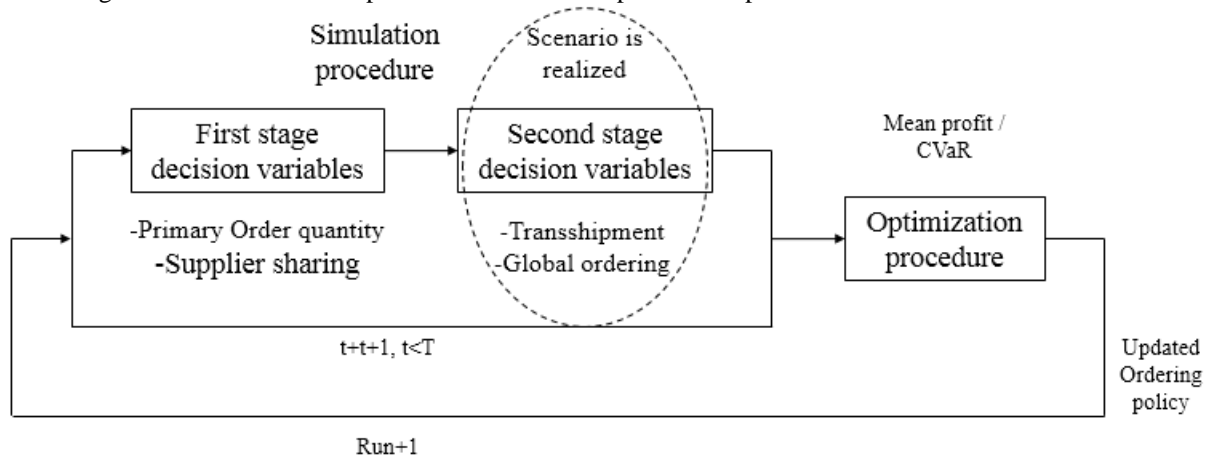 Simulation
procedure
Scenario is
realized
First stage
decision variables
Second stage
decision variables
Mean profit /
CVaR
-Primary Order quantity
-Supplier sharing
-Transshipment
-Global ordering
Optimization
procedure
t+t+1, t<T
Updated
Ordering
policy
Run+1